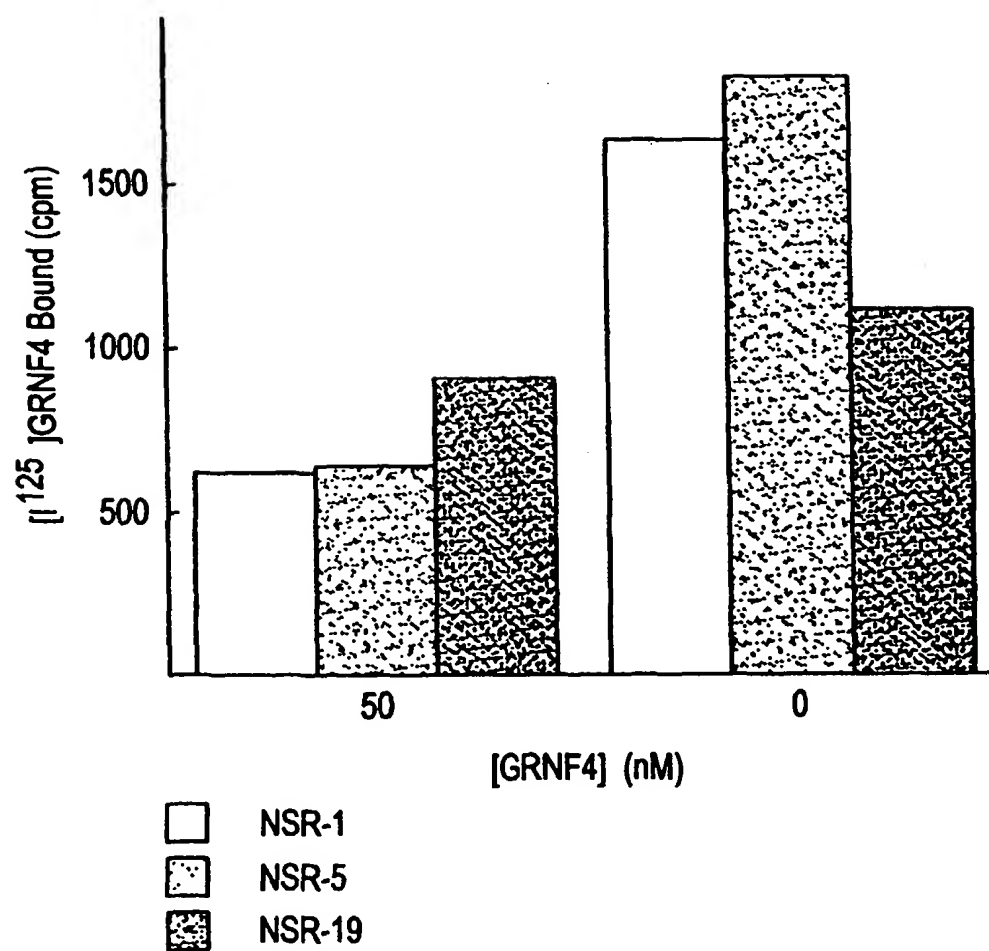 [I125 ]GRNF4 Bound (cpm)
1500
1000
500
50 0
[GRNF4] (nM)
NSR-1
NSR-5
NSR-19